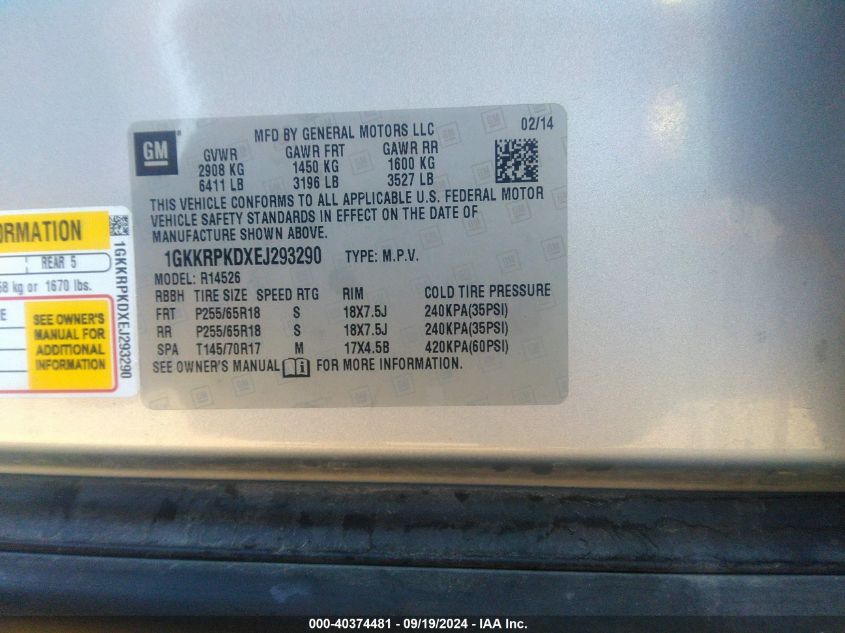 GM
MFD BY GENERAL MOTORS LLC
02/14
GVWR GAWR FRT GAWR RR
2908 KG 1450 KG 1600 KG
6411 LB 3196 LB 3527 LB
THIS VEHICLE CONFORMS TO ALL APPLICABLE U.S. FEDERAL MOTOR
VEHICLE SAFETY STANDARDS IN EFFECT ON THE DATE OF
MANUFACTURE SHOWN ABOVE.
1GKKRPKDXEJ293290 TYPE: M.P.V.
MODEL: R14526
RBBH TIRE SIZE SPEED RTG RIM COLD TIRE PRESSURE
FRT P255/65R18 S 18X7.5J 240KPA(35PSI)
RR P255/65R18 S 18X7.5J 240KPA(35PSI)
SPA T145/70R17 M 17X4.5B 420KPA(60PSI)
SEE OWNER'S MANUAL FOR MORE INFORMATION.
ORMATION
REAR 5
58 kg or 1670 lbs.
SEE OWNER'S
MANUAL FOR
ADDITIONAL
INFORMATION
1GKKRPKDXEJ293290
000-40374481 - 09/19/2024 - IAA Inc.